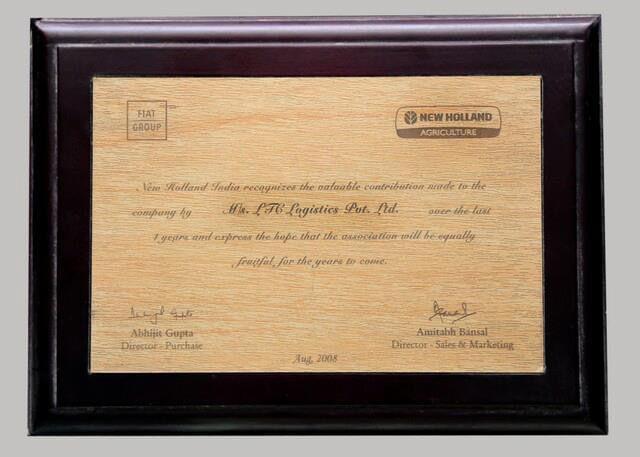 FIAT
GROUP
NEW HOLLAND
AGRICULTURE
New Holland India recognizes the valuable contribution made to the
company by M/s. LTC Logistics Pvt. Ltd. over the last
years and express the hope that the association will be equally
fruitful, for the years to come.
Abhijit Gupta
Director - Purchase
Amitabh Bansal
Director - Sales & Marketing
Aug, 2008